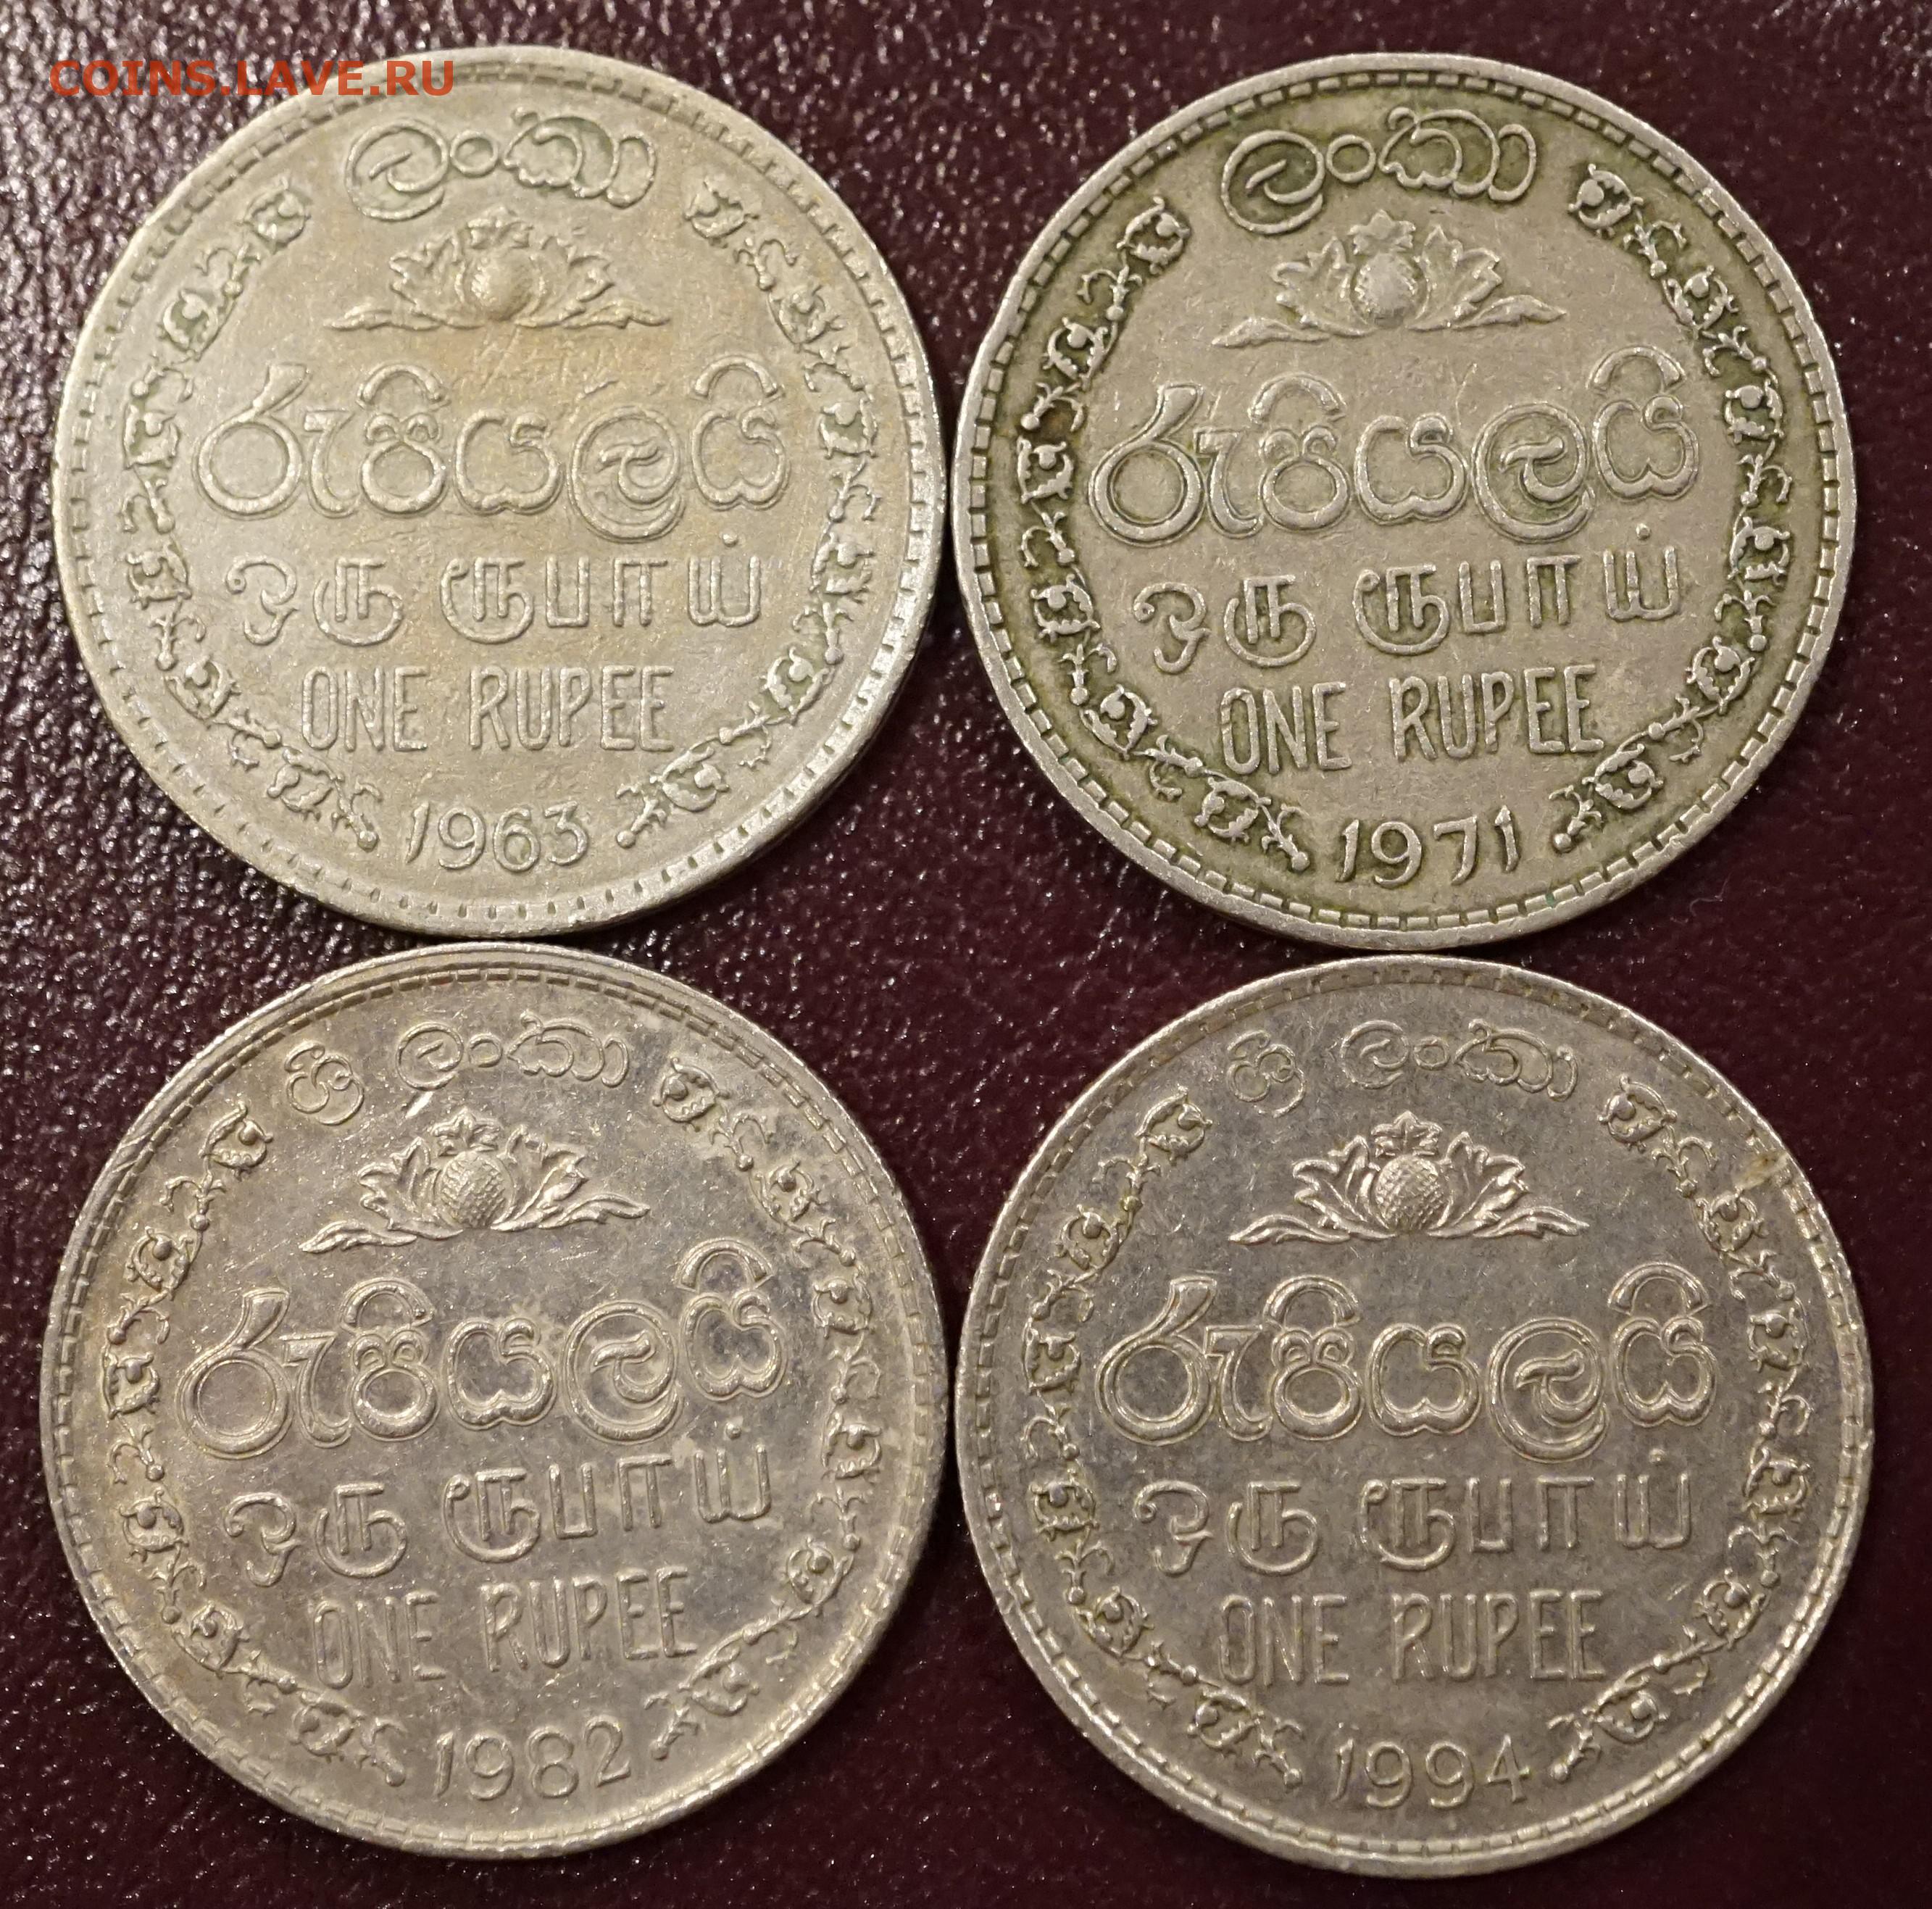 COINS.LAVE.RU
ලංකා
රුපියලයි
ஒரு ரூபாய்
ONE RUPEE
1963
ලංකා
රුපියලයි
ஒரு ரூபாய்
ONE RUPEE
1971
ශ්‍රී ලංකා
රුපියලයි
ஒரு ரூபாய்
ONE RUPEE
1982
ශ්‍රී ලංකා
රුපියලයි
ஒரு ரூபாய்
ONE RUPEE
1994